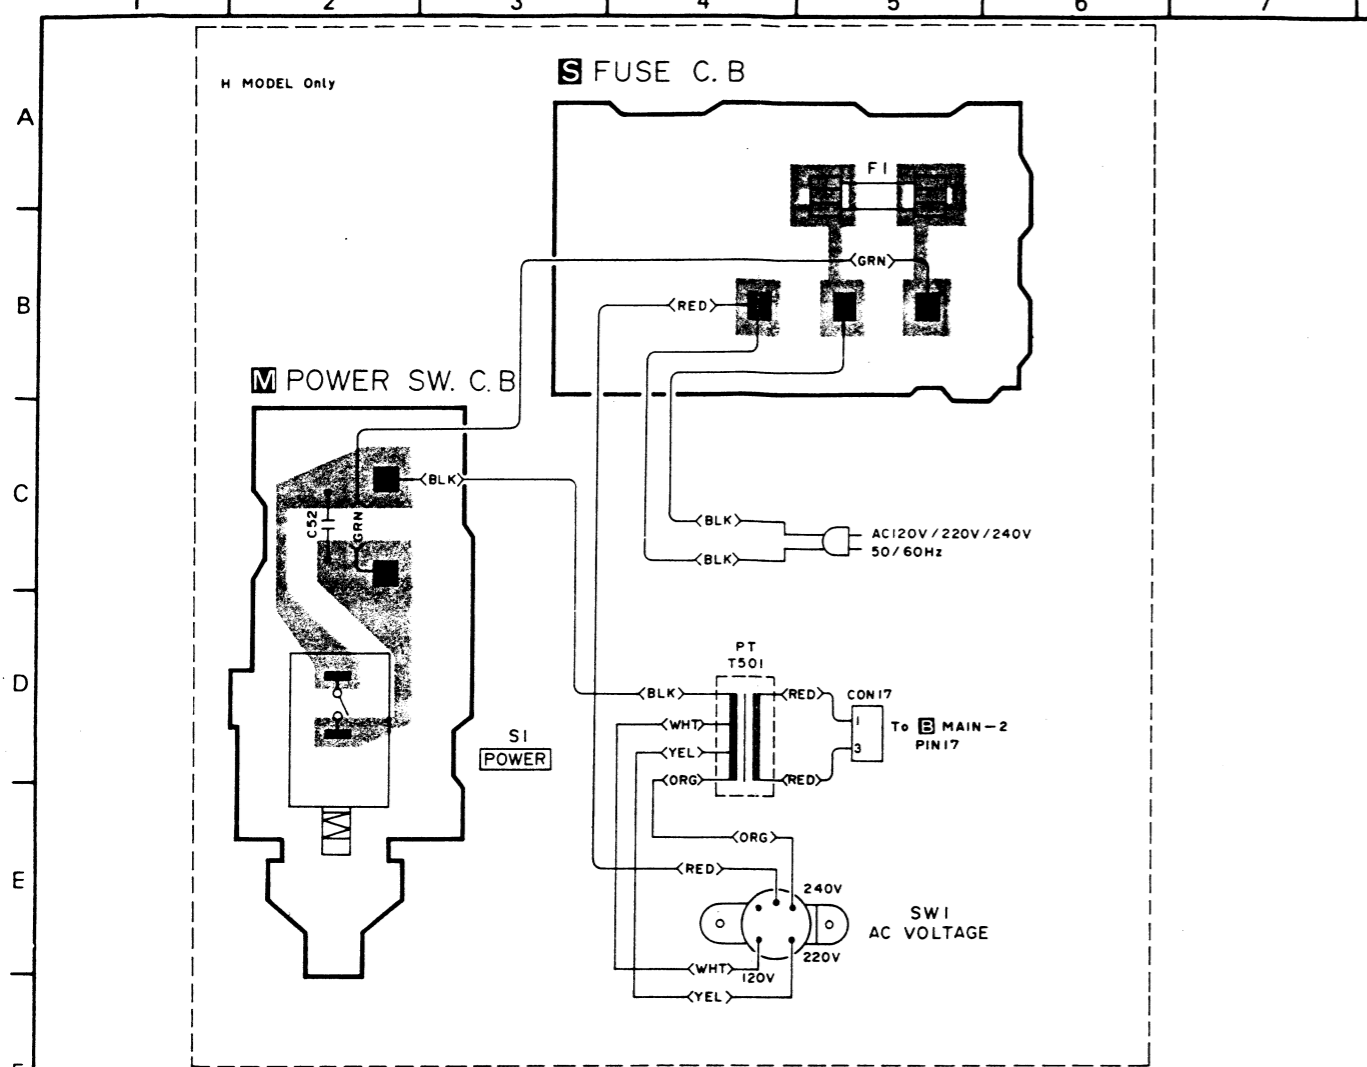 1 2 3 4 5 6 7
A
B
C
D
E
H MODEL Only
S FUSE C.B
F1
<GRN>
<RED>
M POWER SW. C.B
<BLK>
C52
<GRN
<BLK>
<BLK>
AC120V/220V/240V
50/60Hz
PT
T501
<BLK>
<WHT>
<YEL>
<ORG>
<RED>
<RED>
CON17
1
3
To B MAIN-2
PIN17
S1
POWER
<ORG>
<RED>
240V
SW1
AC VOLTAGE
220V
120V
<WHT>
<YEL>